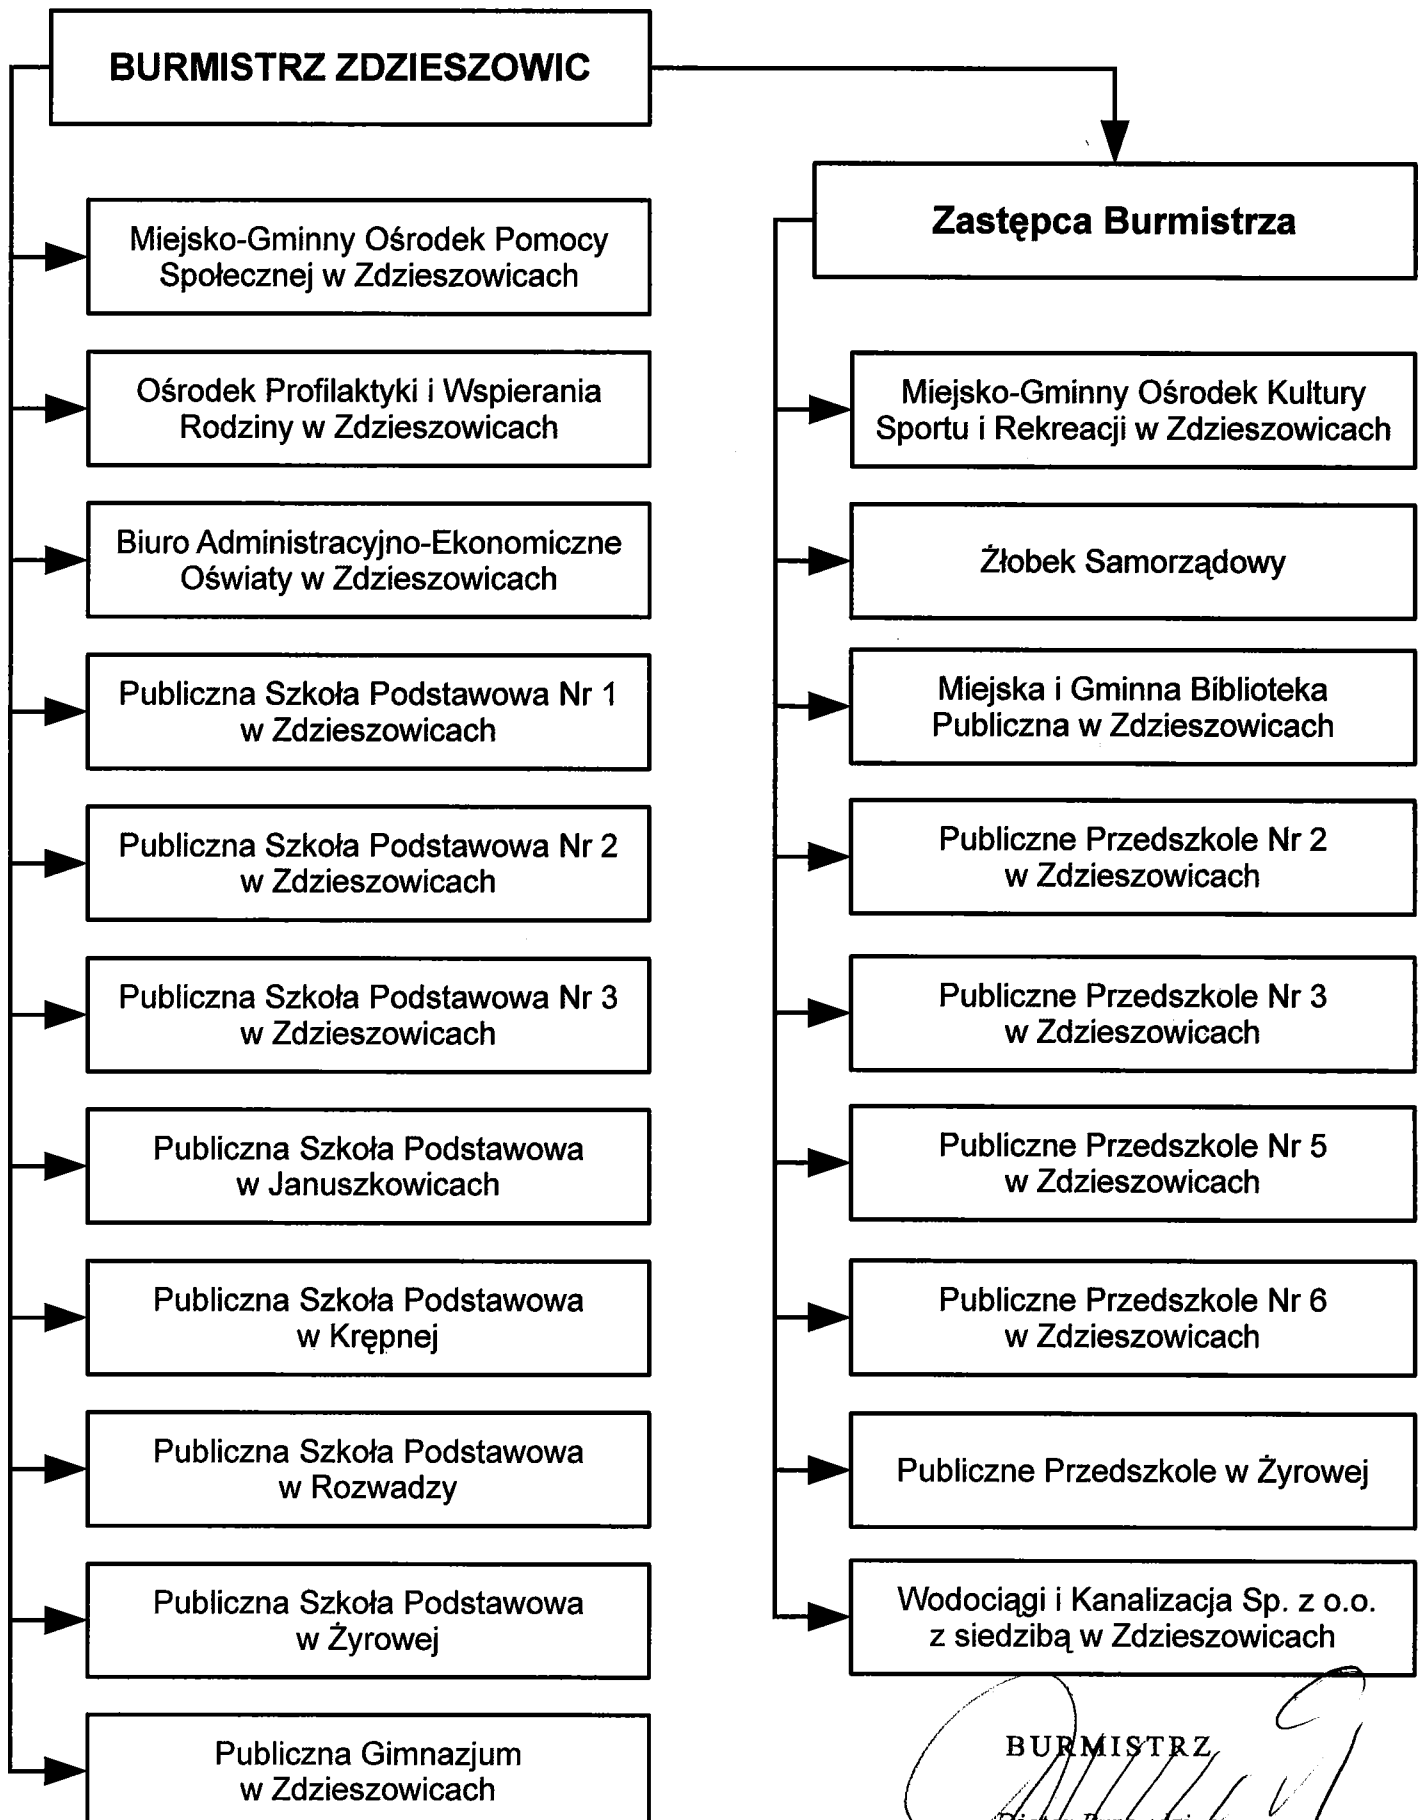 BURMISTRZ ZDZIESZOWIC
Miejsko-Gminny Ośrodek Pomocy
Społecznej w Zdzieszowicach
Ośrodek Profilaktyki i Wspierania
Rodziny w Zdzieszowicach
Biuro Administracyjno-Ekonomiczne
Oświaty w Zdzieszowicach
Publiczna Szkoła Podstawowa Nr 1
w Zdzieszowicach
Publiczna Szkoła Podstawowa Nr 2
w Zdzieszowicach
Publiczna Szkoła Podstawowa Nr 3
w Zdzieszowicach
Publiczna Szkoła Podstawowa
w Januszkowicach
Publiczna Szkoła Podstawowa
w Krępnej
Publiczna Szkoła Podstawowa
w Rozwadzy
Publiczna Szkoła Podstawowa
w Żyrowej
Publiczna Gimnazjum
w Zdzieszowicach
Zastępca Burmistrza
Miejsko-Gminny Ośrodek Kultury
Sportu i Rekreacji w Zdzieszowicach
Żłobek Samorządowy
Miejska i Gminna Biblioteka
Publiczna w Zdzieszowicach
Publiczne Przedszkole Nr 2
w Zdzieszowicach
Publiczne Przedszkole Nr 3
w Zdzieszowicach
Publiczne Przedszkole Nr 5
w Zdzieszowicach
Publiczne Przedszkole Nr 6
w Zdzieszowicach
Publiczne Przedszkole w Żyrowej
Wodociągi i Kanalizacja Sp. z o.o.
z siedzibą w Zdzieszowicach
BURMISTRZ